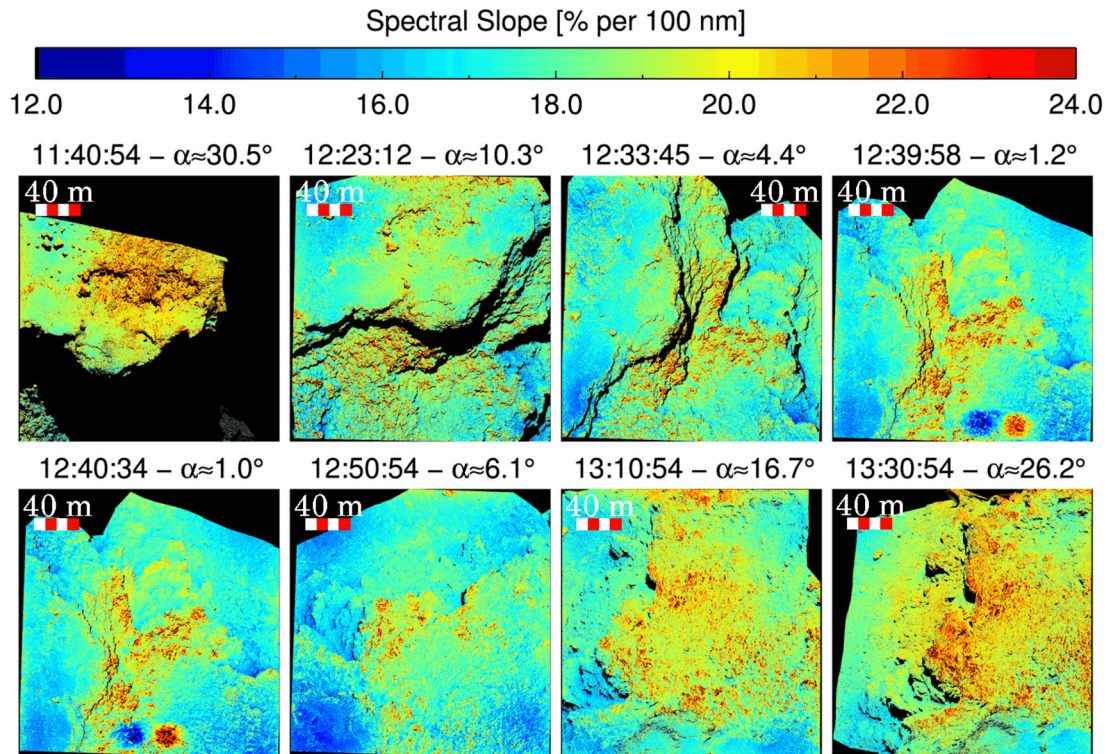 Spectral Slope [% per 100 nm]
12.0 14.0 16.0 18.0 20.0 22.0 24.0
11:40:54 – α≈30.5° 12:23:12 – α≈10.3° 12:33:45 – α≈4.4° 12:39:58 – α≈1.2°
40 m 40 m 40 m 40 m
12:40:34 – α≈1.0° 12:50:54 – α≈6.1° 13:10:54 – α≈16.7° 13:30:54 – α≈26.2°
40 m 40 m 40 m 40 m